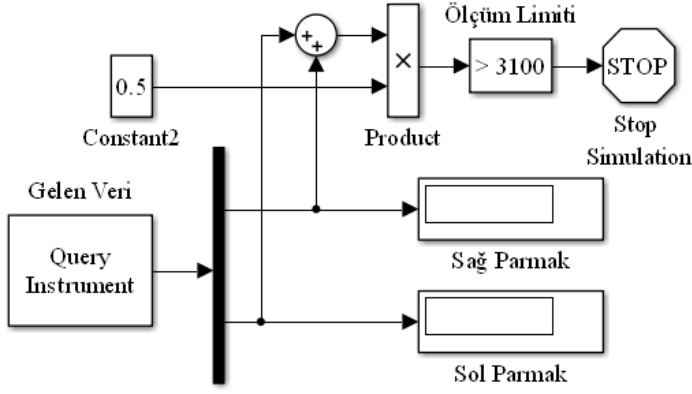 Ölçüm Limiti
+
+
×
> 3100
STOP
0.5
Constant2
Product
Stop
Simulation
Gelen Veri
Query
Instrument
Sağ Parmak
Sol Parmak